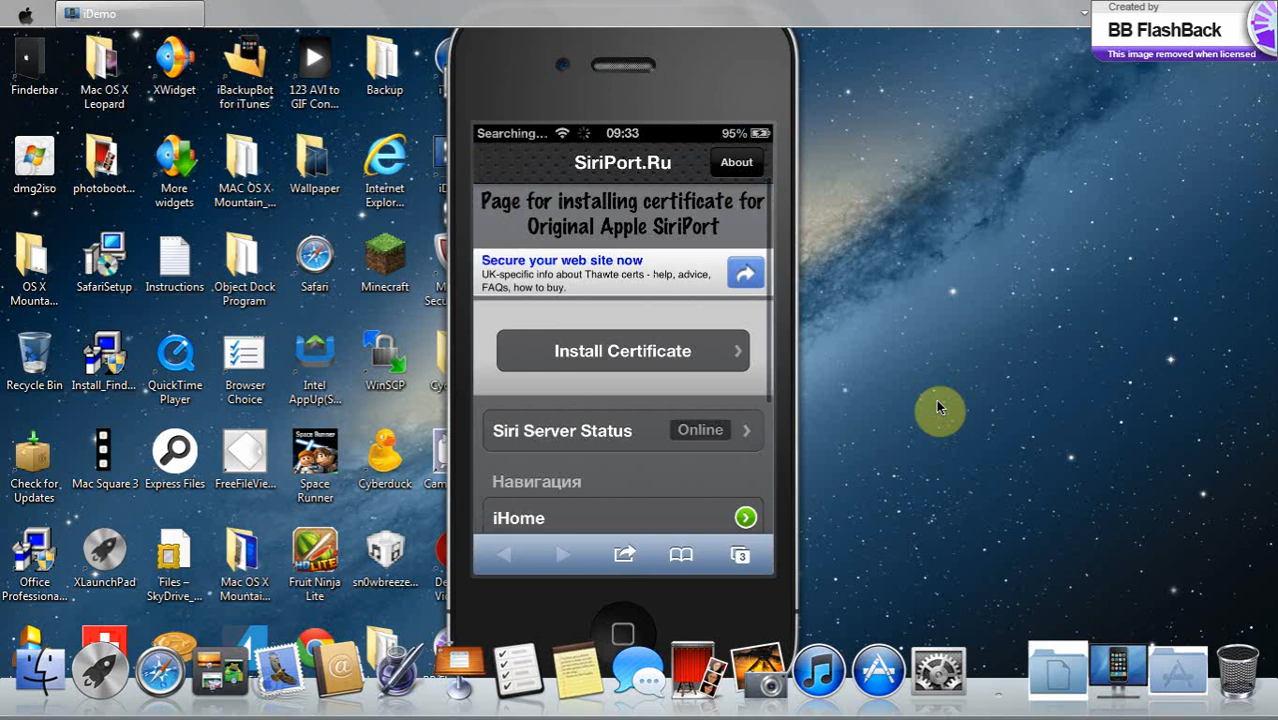 iDemo
Created by
BB FlashBack
This image removed when licensed
Finderbar
Mac OS X
Leopard
XWidget
iBackupBot
for iTunes
123 AVI to
GIF Con...
Backup
dmg2iso
photoboot...
More
widgets
MAC OS X
Mountain_...
Wallpaper
Internet
Explor...
OS X
Mounta...
SafariSetup
Instructions
Object Dock
Program
Safari
Minecraft
Recycle Bin
Install_Find...
QuickTime
Player
Browser
Choice
Intel
AppUp(S...
WinSCP
Check for
Updates
Mac Square 3
Express Files
FreeFileVie...
Space
Runner
Cyberduck
Office
Professiona...
XLaunchPad
Files –
SkyDrive_...
Mac OS X
Mountai...
Fruit Ninja
Lite
sn0wbreeze...
Searching... 09:33 95%
SiriPort.Ru About
Page for installing certificate for
Original Apple SiriPort
Secure your web site now
UK-specific info about Thawte certs - help, advice,
FAQs, how to buy.
Install Certificate
Siri Server Status Online
Навигация
iHome
3